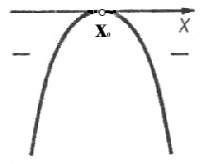 X
X₀
— —